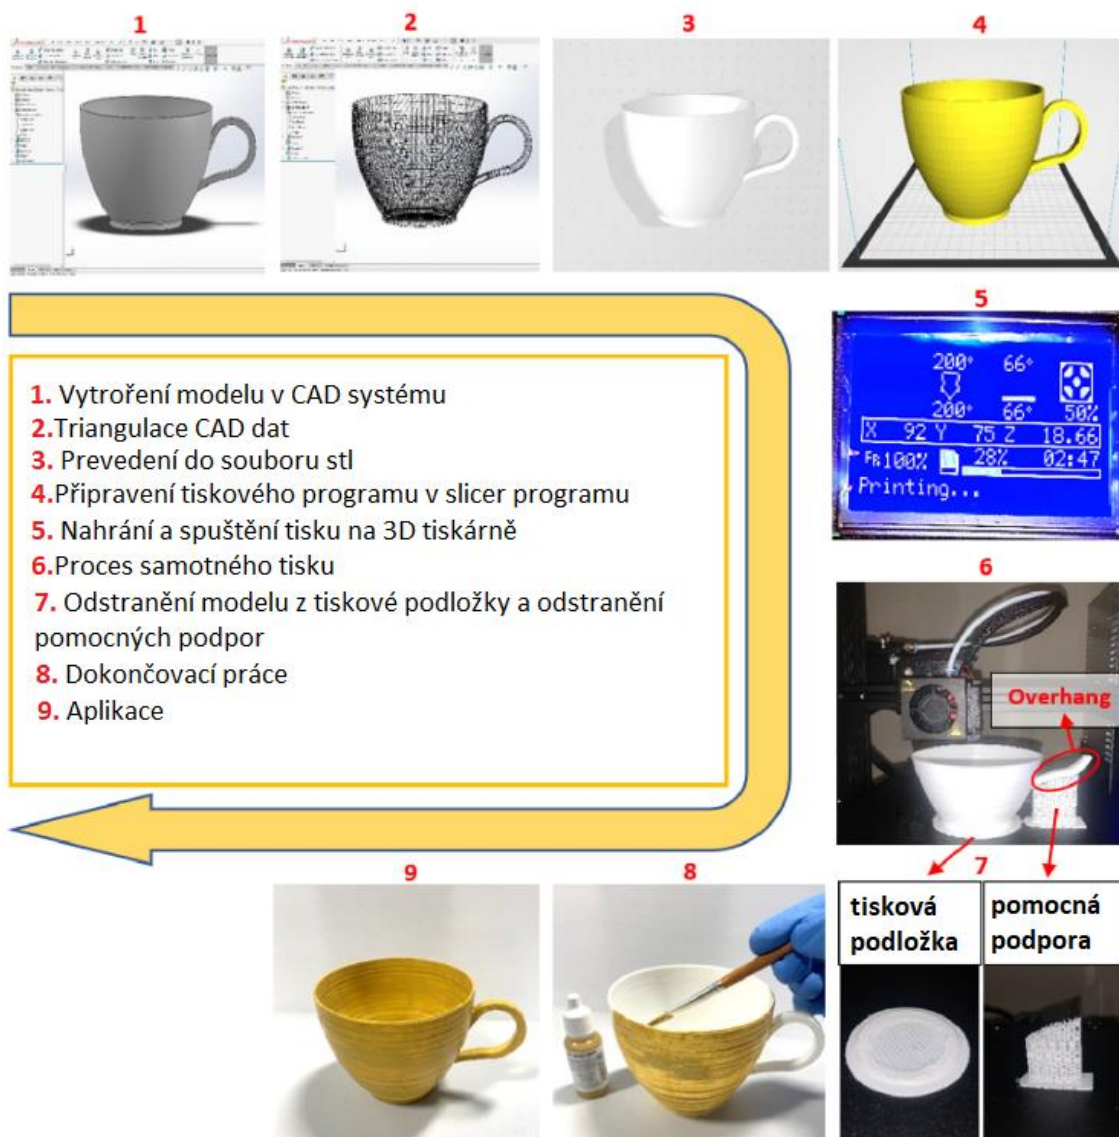 1
2
3
4
1. Vytroření modelu v CAD systému
2.Triangulace CAD dat
3. Prevedení do souboru stl
4.Připravení tiskového programu v slicer programu
5. Nahrání a spuštění tisku na 3D tiskárně
6.Proces samotného tisku
7. Odstranění modelu z tiskové podložky a odstranění
pomocných podpor
8. Dokončovací práce
9. Aplikace
5
200° 66°
200° 66° 50%
X 92 Y 75 Z 18.66
FR100% 28% 02:47
Printing...
6
Overhang
7
tisková
podložka
pomocná
podpora
8
9